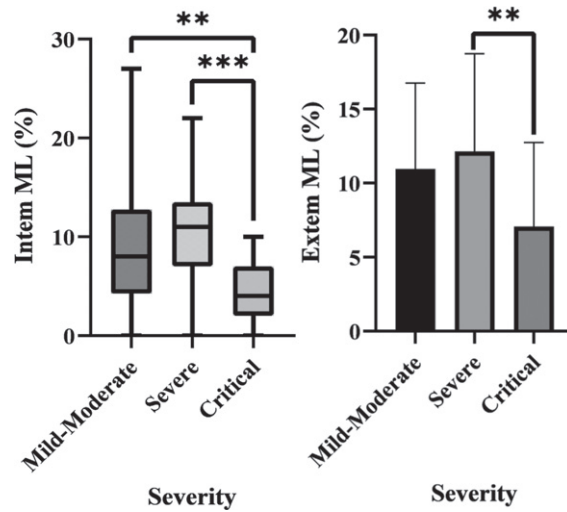 **
***
30
20
10
0
Intem ML (%)
Mild-Moderate
Severe
Critical
Severity
**
20
15
10
5
0
Extem ML (%)
Mild-Moderate
Severe
Critical
Severity